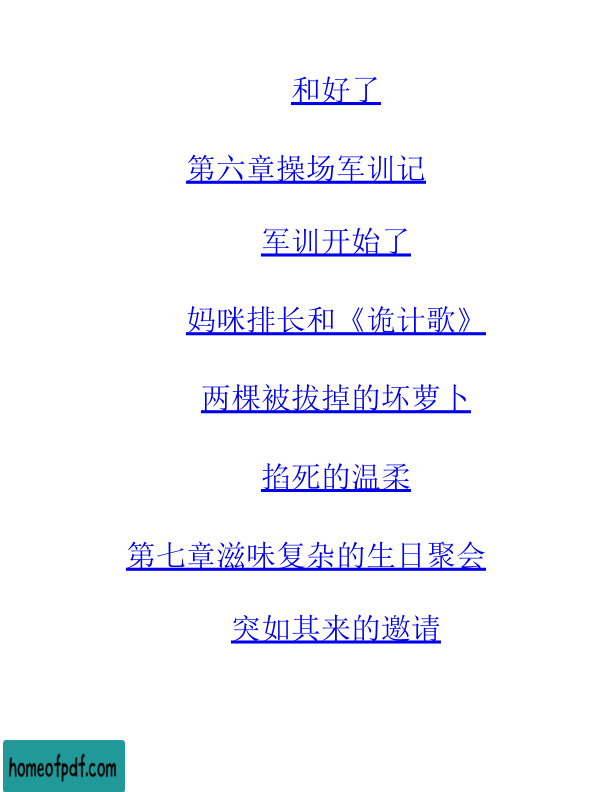 和好了
第六章操场军训记
军训开始了
妈咪排长和《诡计歌》
两棵被拔掉的坏萝卜
掐死的温柔
第七章滋味复杂的生日聚会
突如其来的邀请
homeofpdf.com